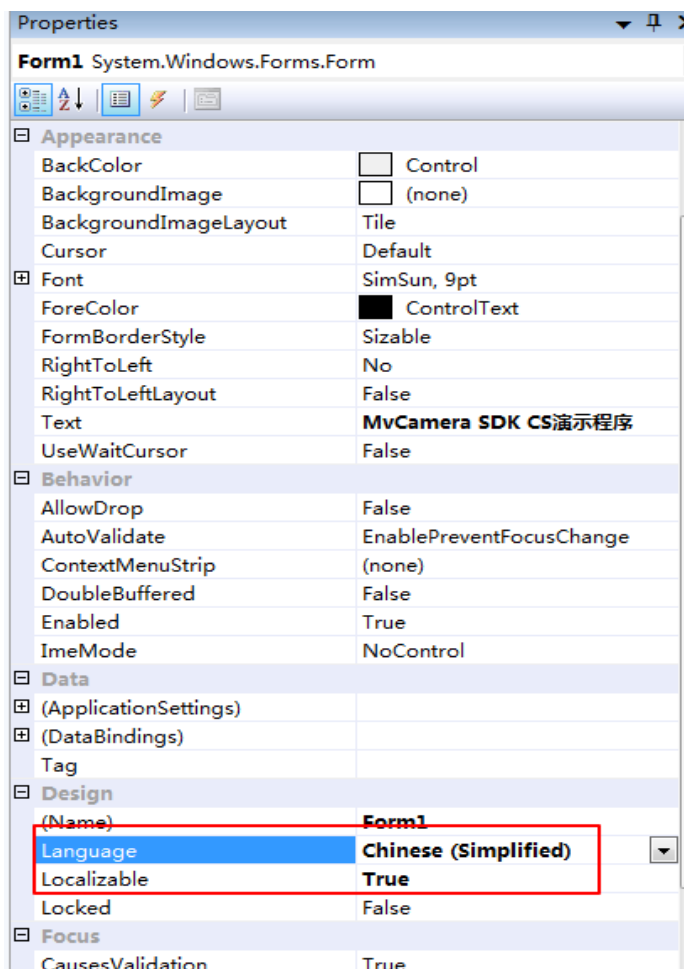 Properties
Form1 System.Windows.Forms.Form
Appearance
BackColor Control
BackgroundImage (none)
BackgroundImageLayout Tile
Cursor Default
Font SimSun, 9pt
ForeColor ControlText
FormBorderStyle Sizable
RightToLeft No
RightToLeftLayout False
Text MvCamera SDK CS演示程序
UseWaitCursor False
Behavior
AllowDrop False
AutoValidate EnablePreventFocusChange
ContextMenuStrip (none)
DoubleBuffered False
Enabled True
ImeMode NoControl
Data
(ApplicationSettings)
(DataBindings)
Tag
Design
(Name) Form1
Language Chinese (Simplified)
Localizable True
Locked False
Focus
CausesValidation True